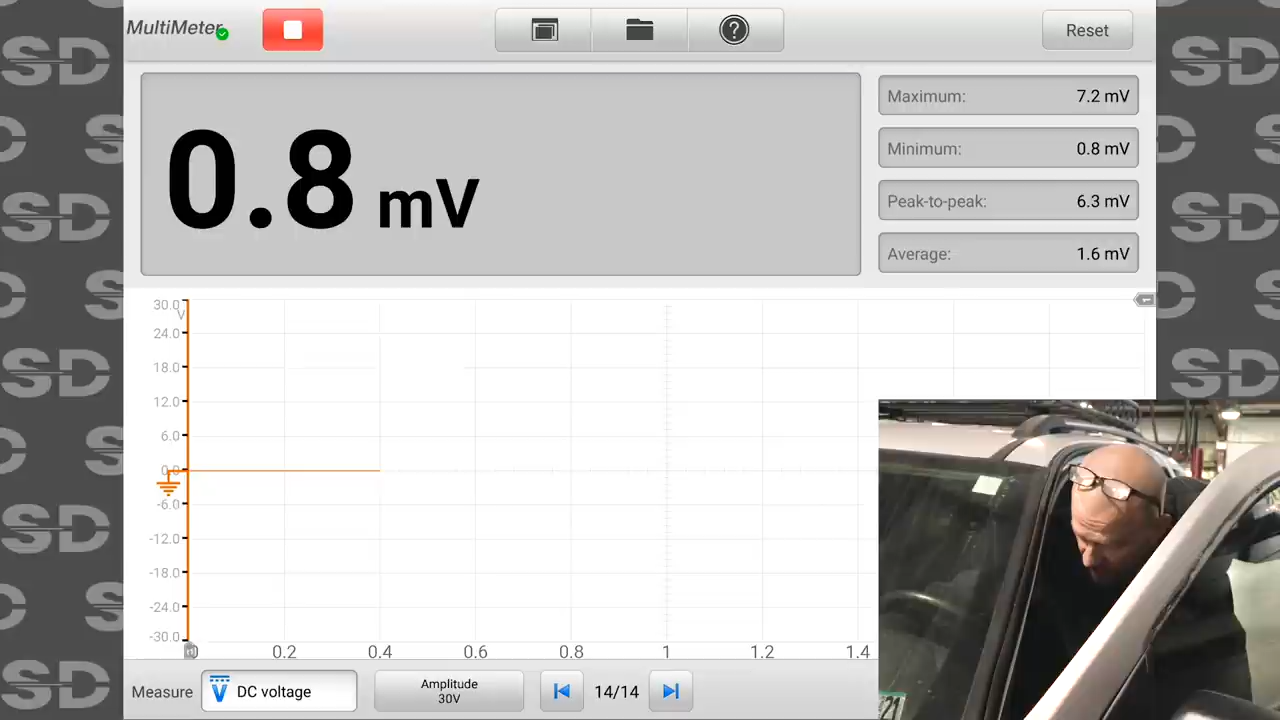 MultiMeter
Reset
0.8 mV
Maximum: 7.2 mV
Minimum: 0.8 mV
Peak-to-peak: 6.3 mV
Average: 1.6 mV
30.0
V
24.0
18.0
12.0
6.0
0.0
-6.0
-12.0
-18.0
-24.0
-30.0
0 0.2 0.4 0.6 0.8 1 1.2 1.4
Measure DC voltage Amplitude 30V 14/14
SD